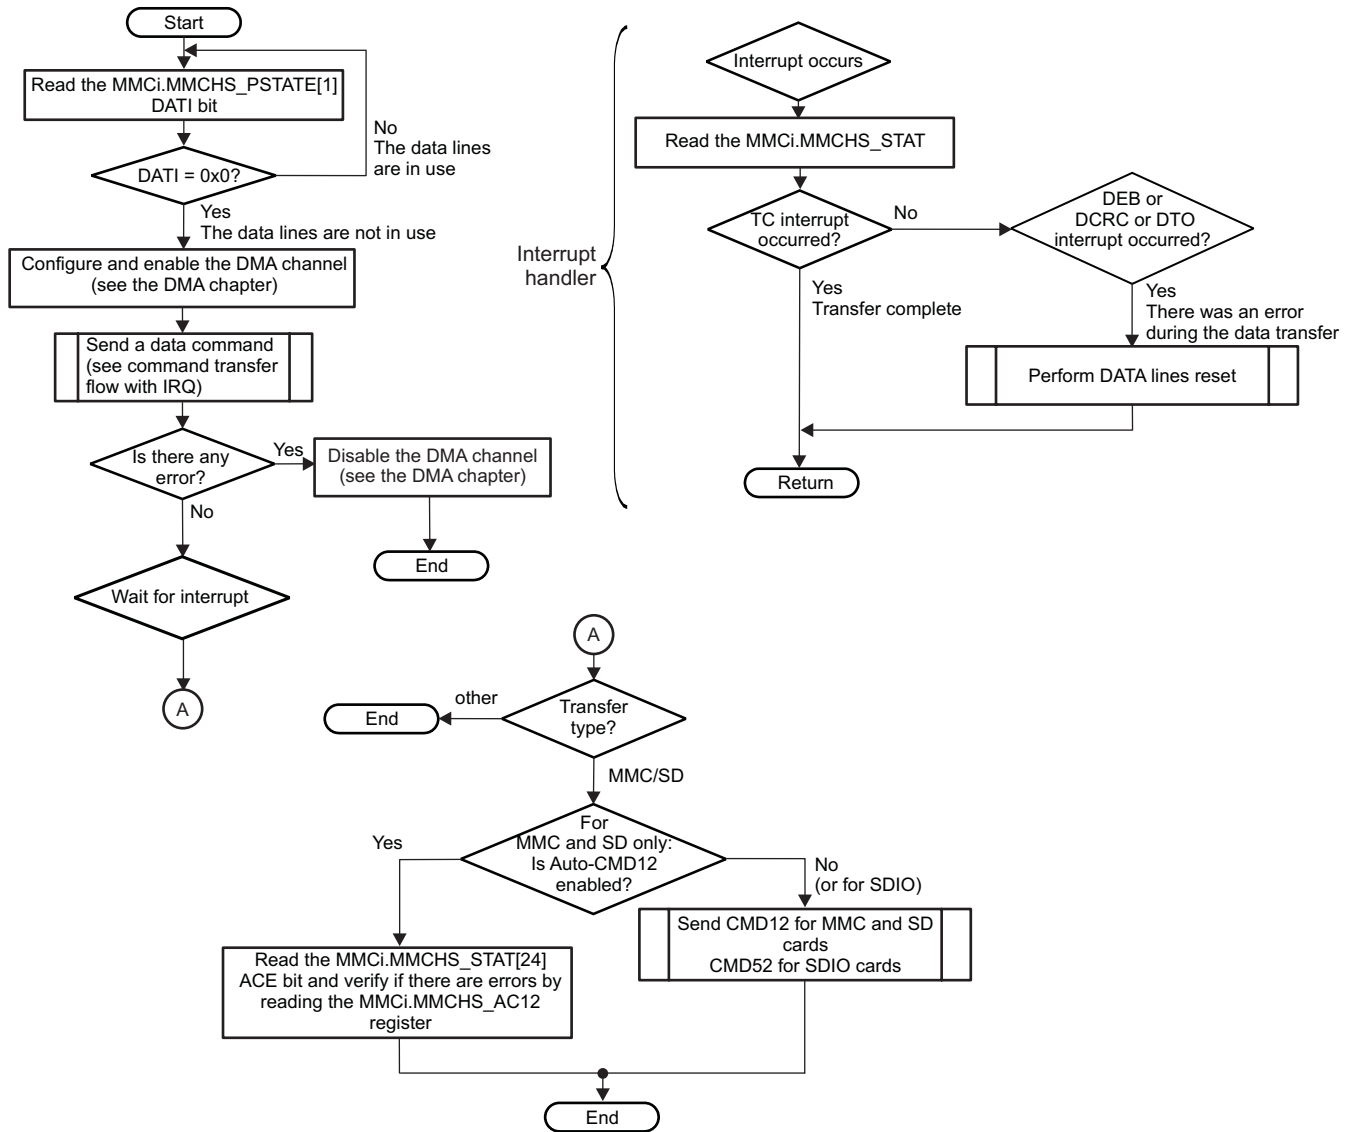 Start
Read the MMCi.MMCHS_PSTATE[1]
DATI bit
No
The data lines
are in use
DATI = 0x0?
Yes
The data lines are not in use
Configure and enable the DMA channel
(see the DMA chapter)
Send a data command
(see command transfer
flow with IRQ)
Is there any
error?
Yes
Disable the DMA channel
(see the DMA chapter)
No
End
Wait for interrupt
A
Interrupt
handler
Interrupt occurs
Read the MMCi.MMCHS_STAT
TC interrupt
occurred?
No
DEB or
DCRC or DTO
interrupt occurred?
Yes
Transfer complete
Yes
There was an error
during the data transfer
Perform DATA lines reset
Return
A
Transfer
type?
other
End
MMC/SD
For
MMC and SD only:
Is Auto-CMD12
enabled?
Yes
No
(or for SDIO)
Send CMD12 for MMC and SD
cards
CMD52 for SDIO cards
Read the MMCi.MMCHS_STAT[24]
ACE bit and verify if there are errors by
reading the MMCi.MMCHS_AC12
register
End